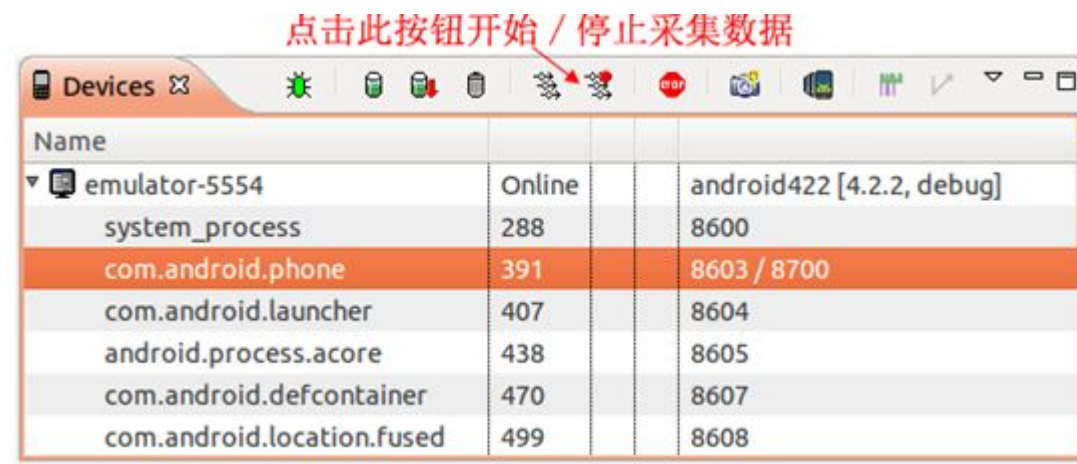 点击此按钮开始 / 停止采集数据
Devices
Name
emulator-5554 Online android422 [4.2.2, debug]
system_process 288 8600
com.android.phone 391 8603 / 8700
com.android.launcher 407 8604
android.process.acore 438 8605
com.android.defcontainer 470 8607
com.android.location.fused 499 8608